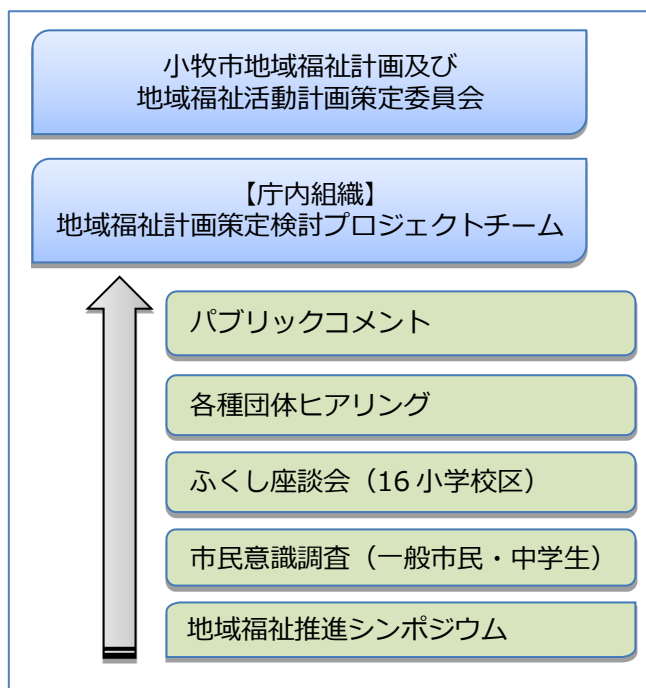 小牧市地域福祉計画及び
地域福祉活動計画策定委員会
【庁内組織】
地域福祉計画策定検討プロジェクトチーム
パブリックコメント
各種団体ヒアリング
ふくし座談会（16 小学校区）
市民意識調査（一般市民・中学生）
地域福祉推進シンポジウム